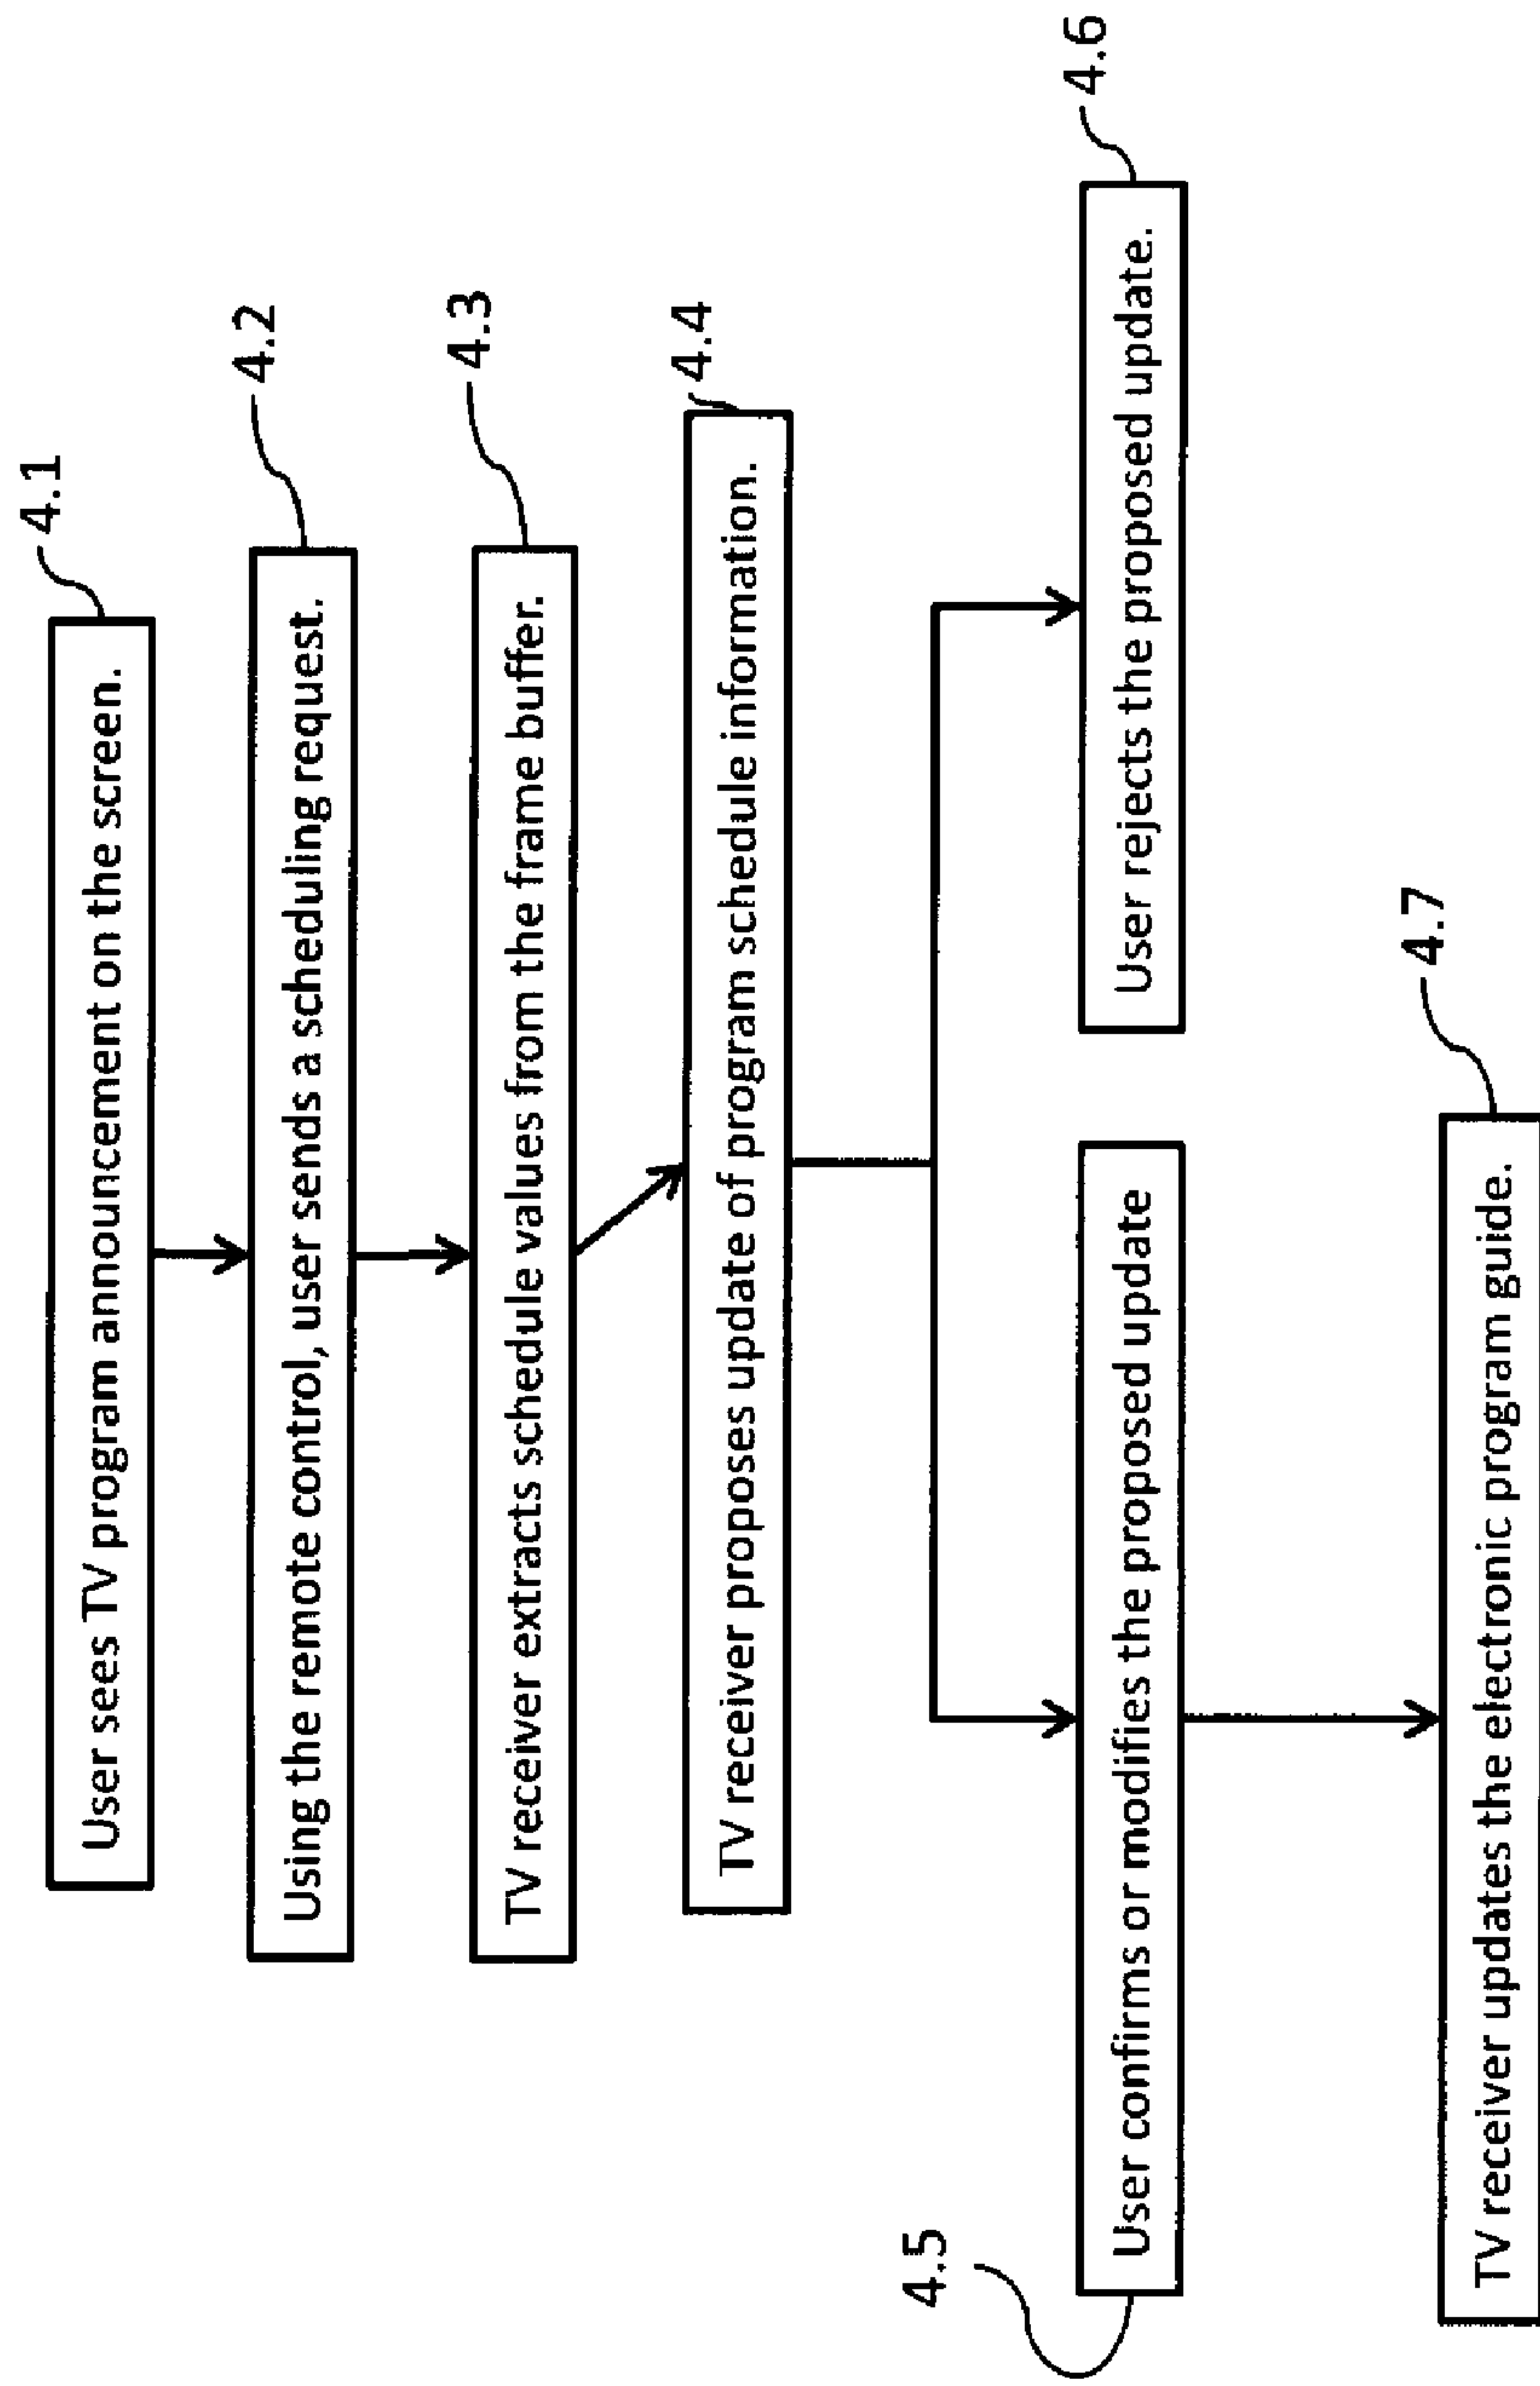 4.1
User sees TV program announcement on the screen.
4.2
Using the remote control, user sends a scheduling request.
4.3
TV receiver extracts schedule values from the frame buffer.
4.4
TV receiver proposes update of program schedule information.
4.5
User confirms or modifies the proposed update
4.6
User rejects the proposed update.
4.7
TV receiver updates the electronic program guide.